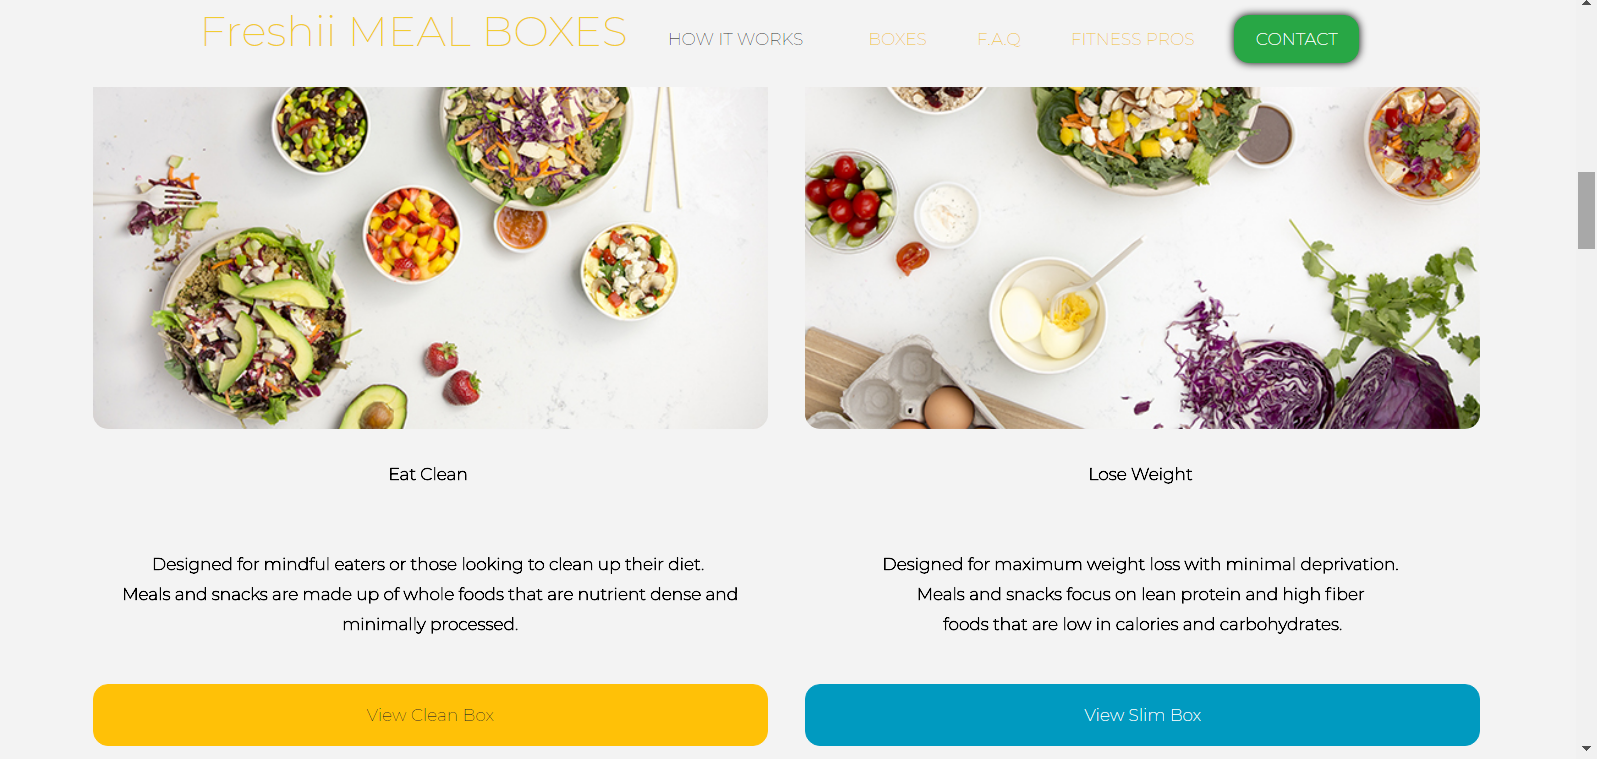 Freshii MEAL BOXES
HOW IT WORKS
BOXES
F.A.Q
FITNESS PROS
CONTACT
Eat Clean
Designed for mindful eaters or those looking to clean up their diet.
Meals and snacks are made up of whole foods that are nutrient dense and
minimally processed.
View Clean Box
Lose Weight
Designed for maximum weight loss with minimal deprivation.
Meals and snacks focus on lean protein and high fiber
foods that are low in calories and carbohydrates.
View Slim Box